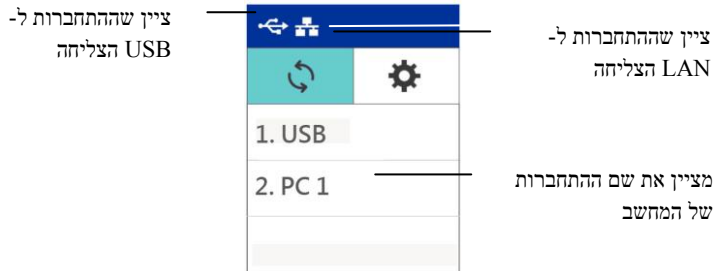 ציין שההתחברות ל-
USB הצליחה
ציין שההתחברות ל-
LAN הצליחה
1. USB
2. PC 1
מציין את שם ההתחברות
של המחשב